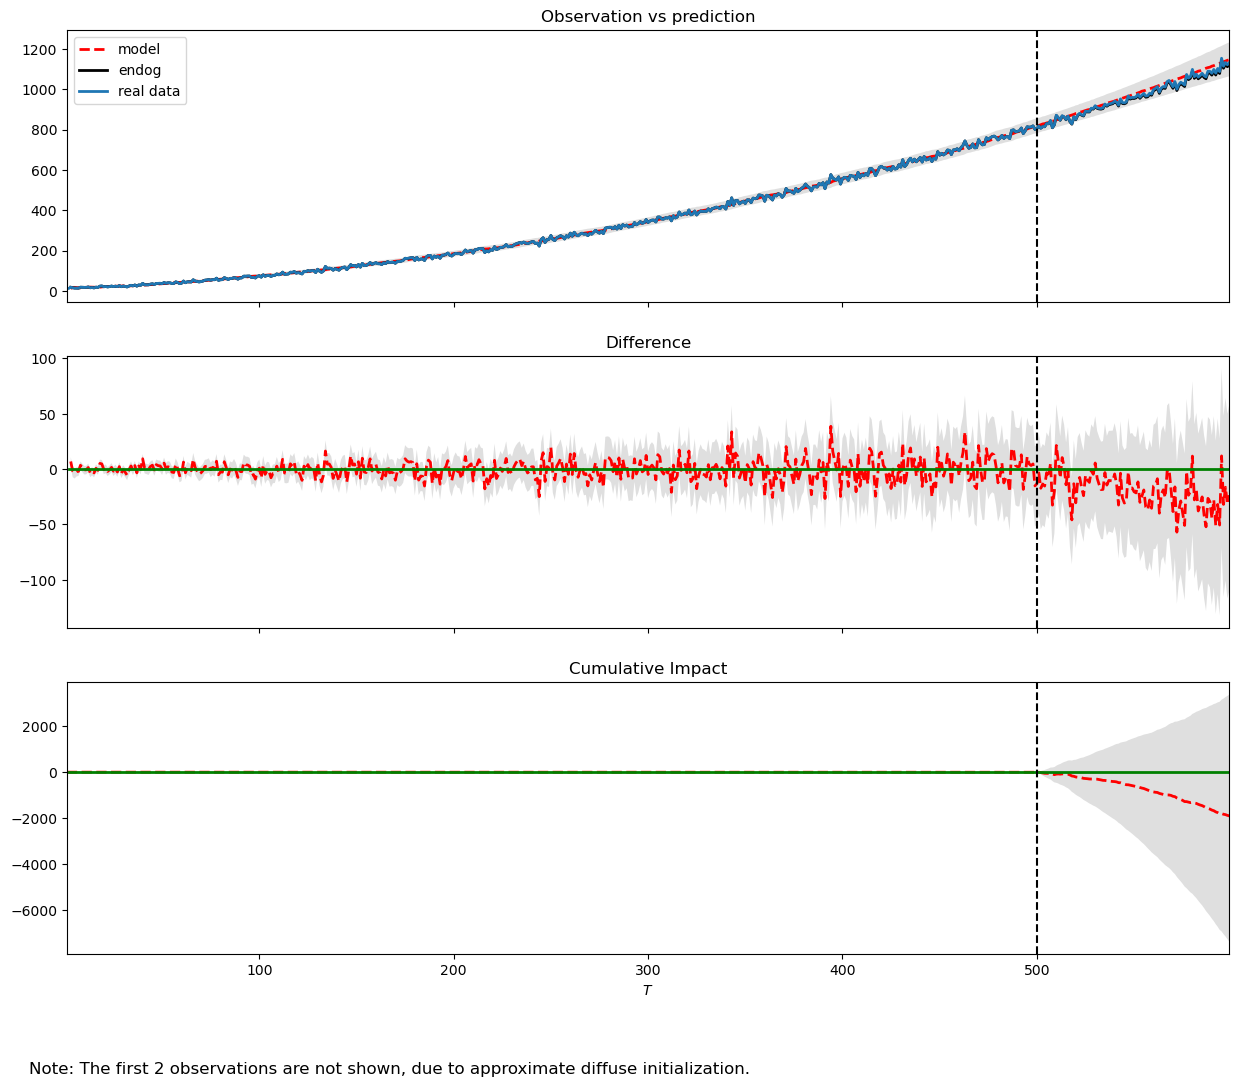 Observation vs prediction
1200
1000
800
600
400
200
0
model
endog
real data
Difference
100
50
0
−50
−100
Cumulative Impact
2000
0
−2000
−4000
−6000
100
200
300
400
500
T
Note: The first 2 observations are not shown, due to approximate diffuse initialization.